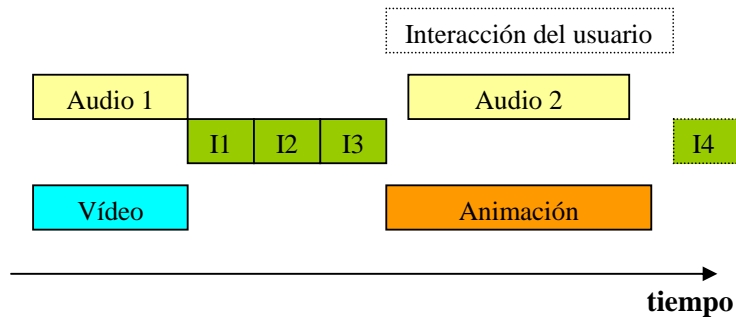 Interacción del usuario
Audio 1
Audio 2
I1
I2
I3
I4
Vídeo
Animación
tiempo